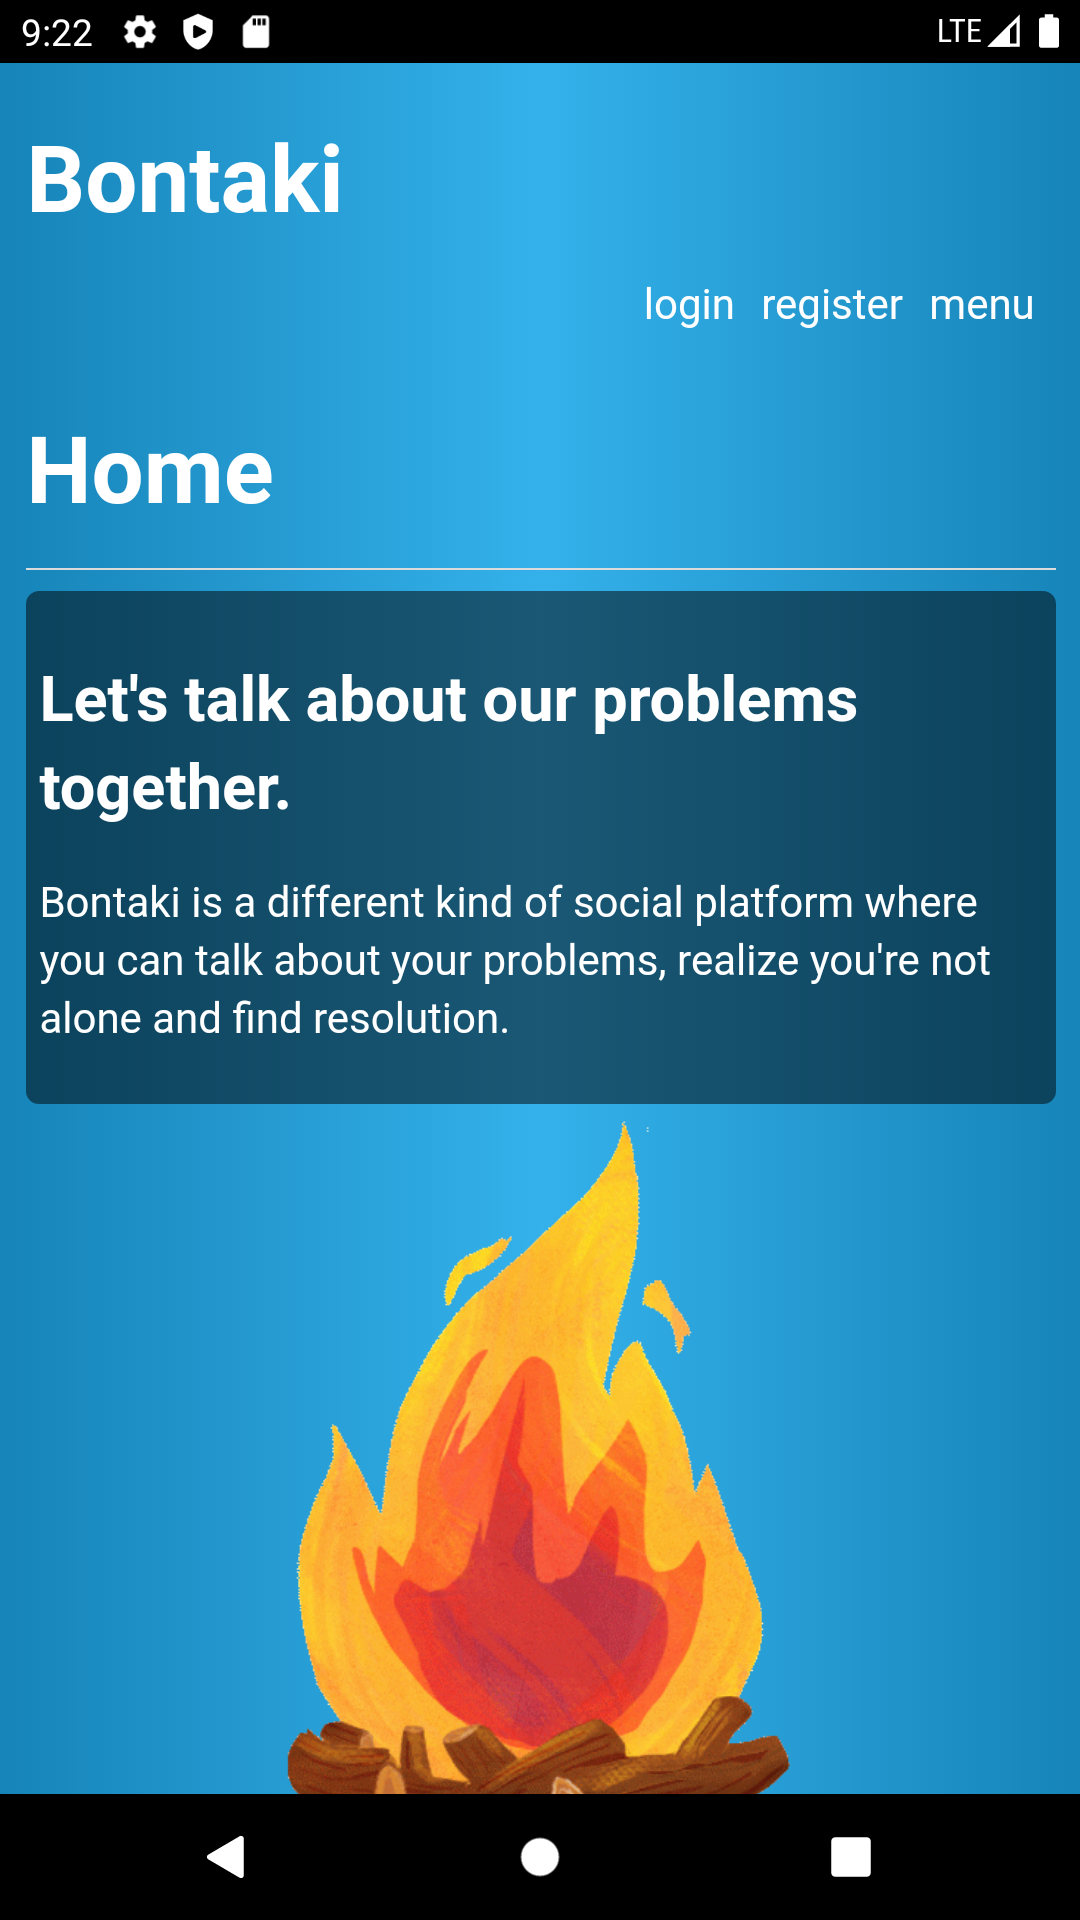 9:22 LTE
Bontaki
login register menu
Home
Let's talk about our problems
together.
Bontaki is a different kind of social platform where
you can talk about your problems, realize you're not
alone and find resolution.